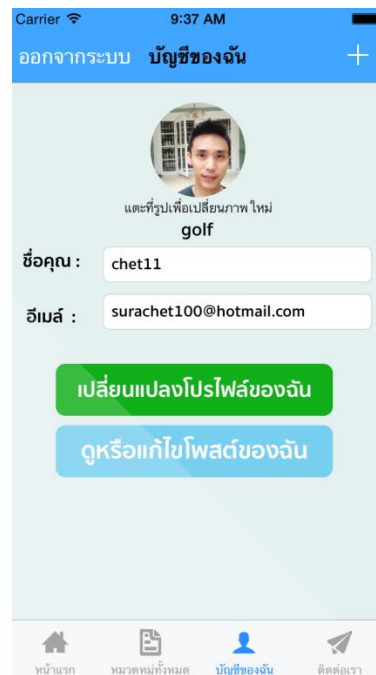 Carrier 9:37 AM
ออกจากระบบ บัญชีของฉัน +
แตะที่รูปเพื่อเปลี่ยนภาพ ใหม่
golf
ชื่อคุณ : chet11
อีเมล์ : surachet100@hotmail.com
เปลี่ยนแปลงโปรไฟล์ของฉัน
ดูหรือแก้ไขโพสต์ของฉัน
หน้าแรก หมวดหมู่ทั้งหมด บัญชีของฉัน ติดต่อเรา